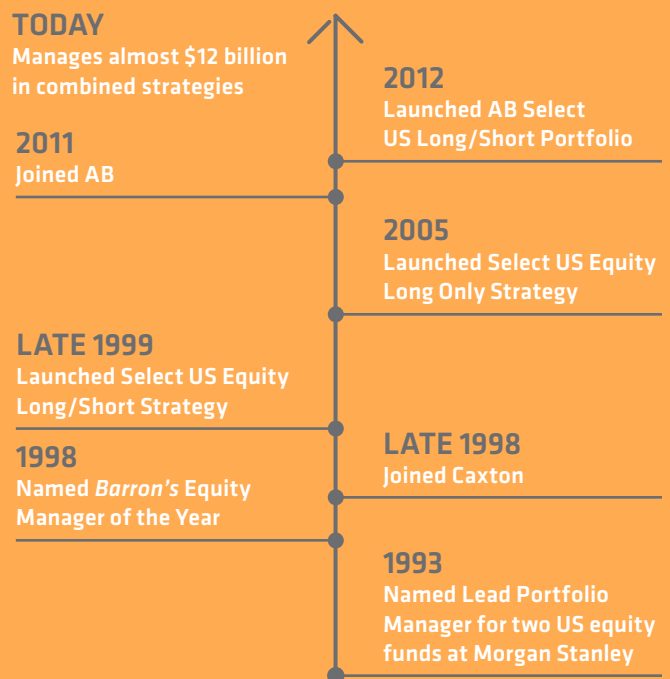 TODAY
Manages almost $12 billion
in combined strategies
2012
Launched AB Select
US Long/Short Portfolio
2011
Joined AB
2005
Launched Select US Equity
Long Only Strategy
LATE 1999
Launched Select US Equity
Long/Short Strategy
LATE 1998
Joined Caxton
1998
Named Barron's Equity
Manager of the Year
1993
Named Lead Portfolio
Manager for two US equity
funds at Morgan Stanley